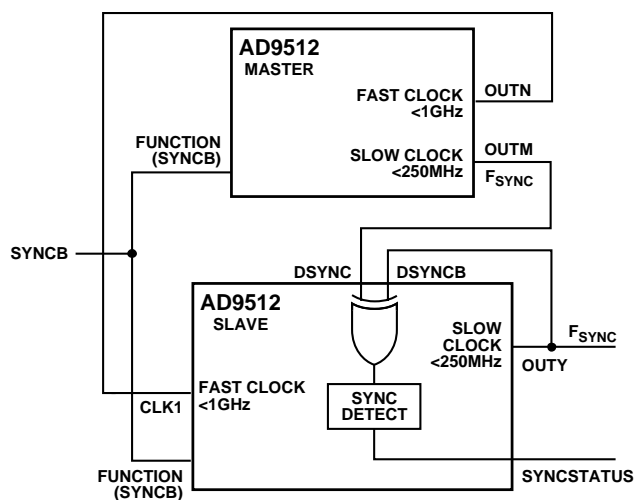 AD9512
MASTER
FAST CLOCK
<1GHz
OUTN
FUNCTION
(SYNCB)
SLOW CLOCK
<250MHz
OUTM
FSYNC
SYNCB
DSYNC
DSYNCB
AD9512
SLAVE
SLOW
CLOCK
<250MHz
FSYNC
OUTY
FAST CLOCK
<1GHz
CLK1
SYNC
DETECT
FUNCTION
(SYNCB)
SYNCSTATUS